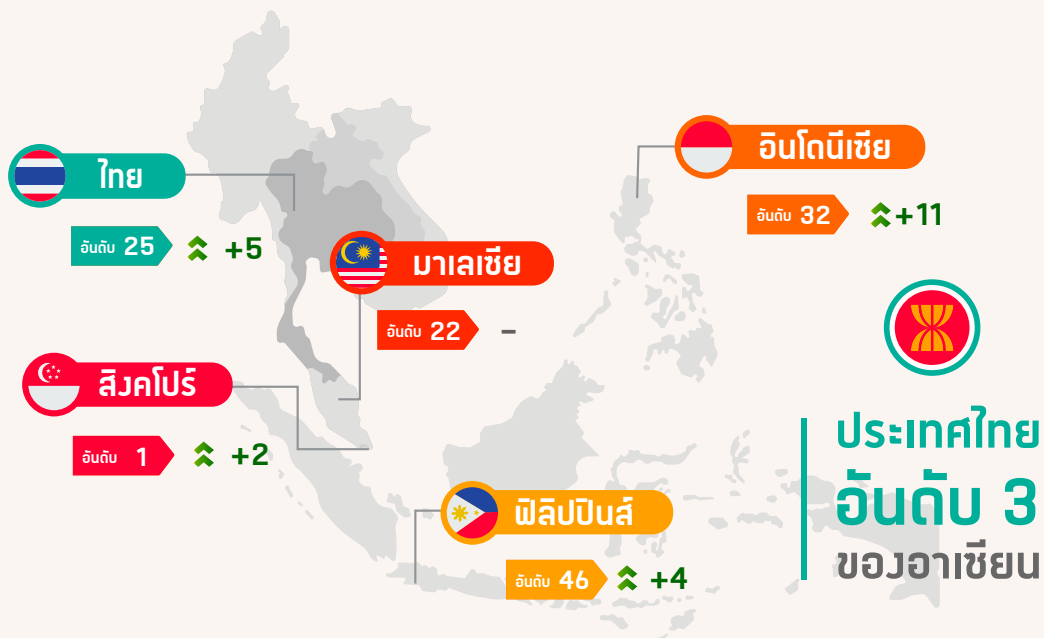 ไทย
อันดับ 25 +5
มาเลเซีย
อันดับ 22 -
สิงคโปร์
อันดับ 1 +2
อินโดนีเซีย
อันดับ 32 +11
ฟิลิปปินส์
อันดับ 46 +4
ประเทศไทย
อันดับ 3
ของอาเซียน